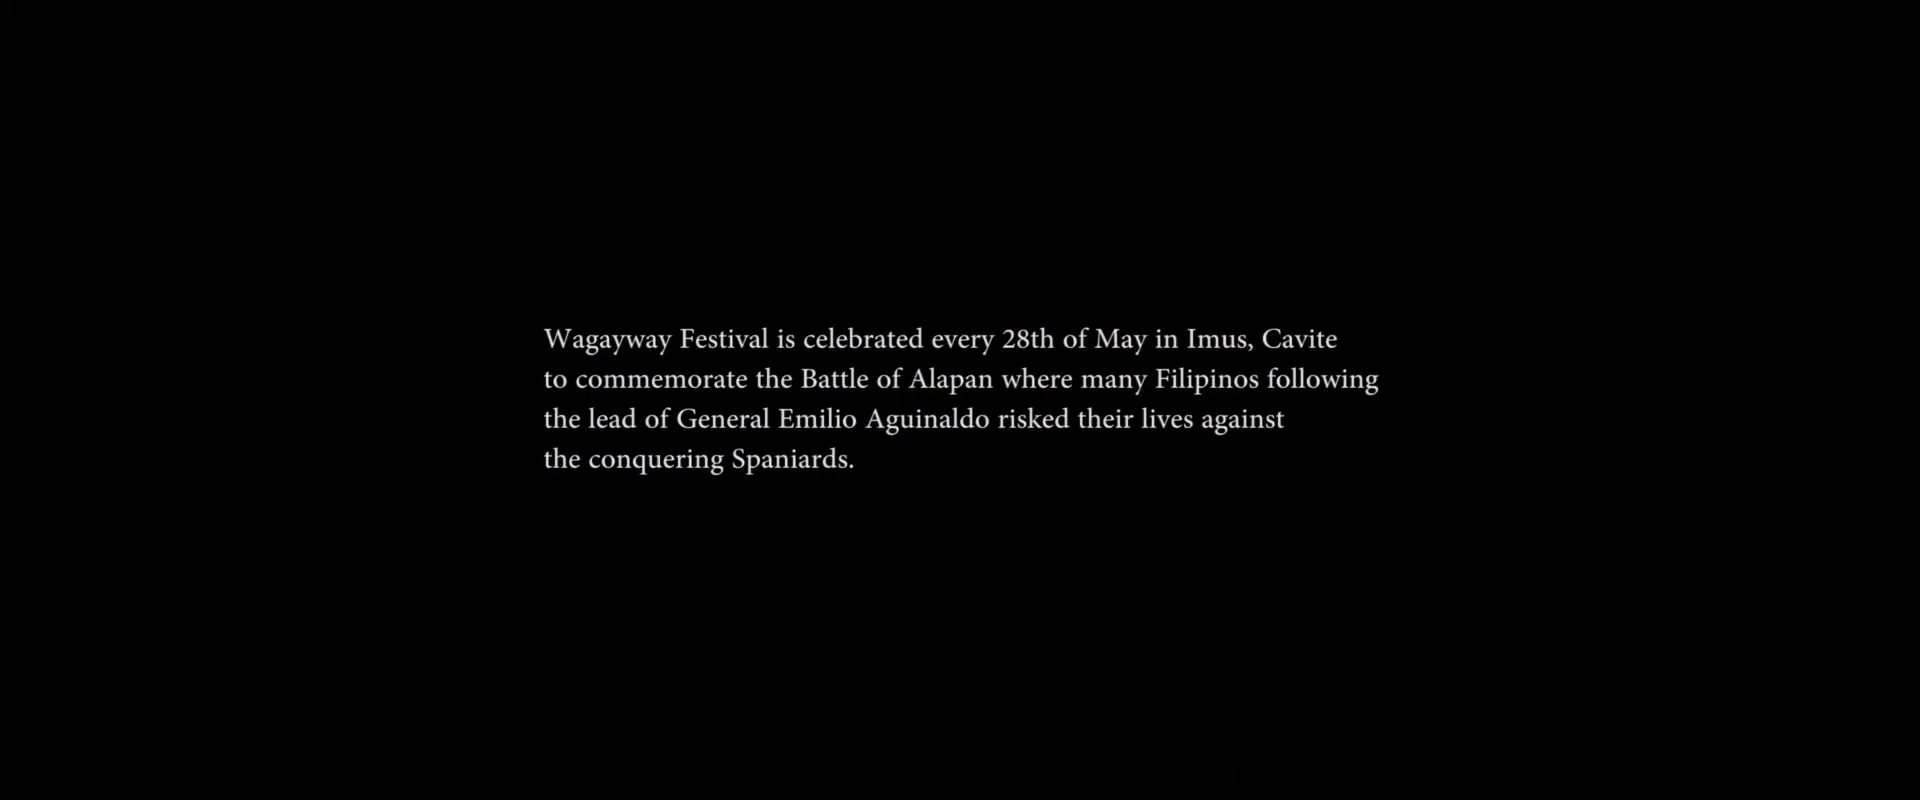 Wagayway Festival is celebrated every 28th of May in Imus, Cavite
to commemorate the Battle of Alapan where many Filipinos following
the lead of General Emilio Aguinaldo risked their lives against
the conquering Spaniards.